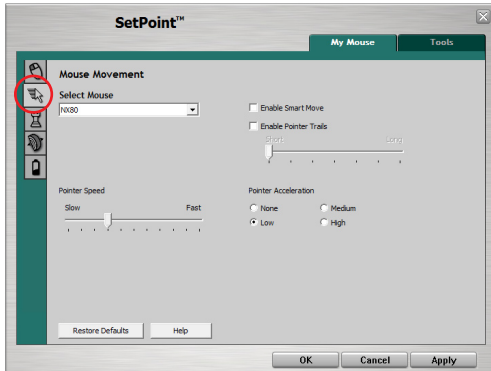 SetPoint™
My Mouse Tools
Mouse Movement
Select Mouse
NX80
Enable Smart Move
Enable Pointer Trails
Short Long
Pointer Speed
Slow Fast
Pointer Acceleration
None Medium
Low High
Restore Defaults Help
OK Cancel Apply